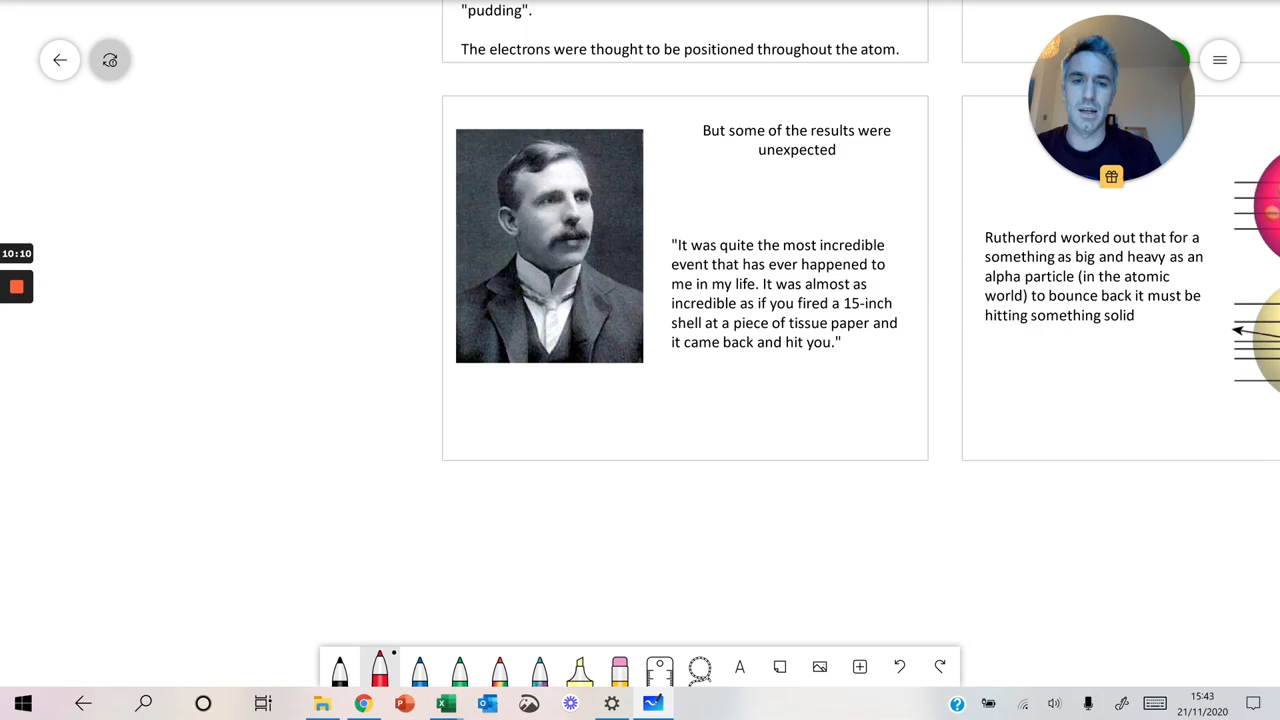 "pudding".
The electrons were thought to be positioned throughout the atom.
But some of the results were
unexpected
"It was quite the most incredible
event that has ever happened to
me in my life. It was almost as
incredible as if you fired a 15-inch
shell at a piece of tissue paper and
it came back and hit you."
Rutherford worked out that for a
something as big and heavy as an
alpha particle (in the atomic
world) to bounce back it must be
hitting something solid
10:10
A
15:43
21/11/2020